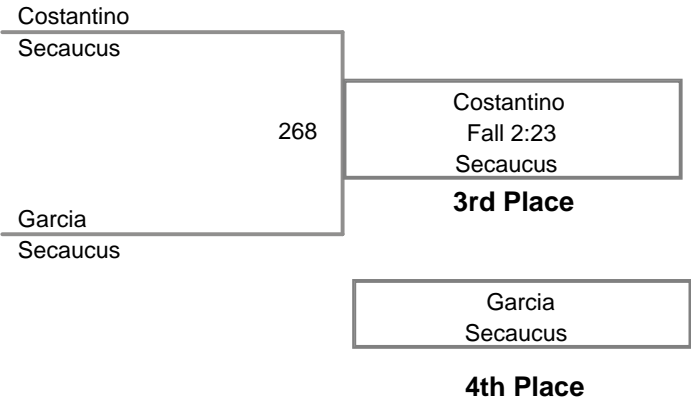 Costantino
Secaucus
268
Costantino
Fall 2:23
Secaucus
3rd Place
Garcia
Secaucus
Garcia
Secaucus
4th Place